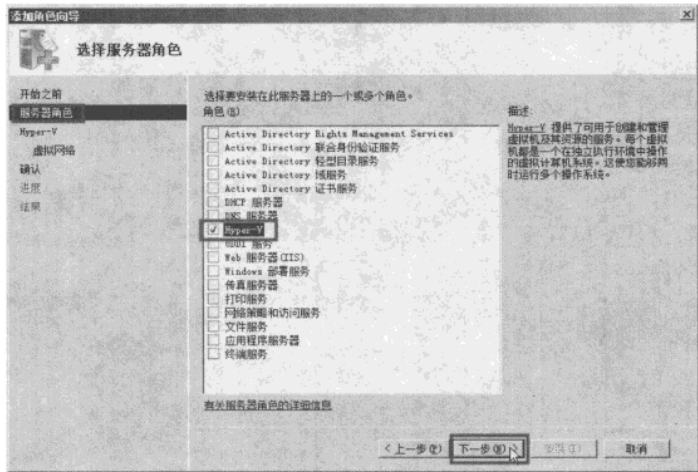 添加角色向导
选择服务器角色
开始之前
服务器角色
Hyper-V
虚拟网络
确认
进度
结果
选择要安装在此服务器上的一个或多个角色。
角色(R)
Active Directory Rights Management Services
Active Directory 联合身份验证服务
Active Directory 轻型目录服务
Active Directory 域服务
Active Directory 证书服务
DHCP 服务器
DNS 服务器
Hyper-V
UDDI 服务
Web 服务器(IIS)
Windows 部署服务
传真服务器
打印服务
网络策略和访问服务
文件服务
应用程序服务器
终端服务
有关服务器角色的详细信息
描述
Hyper-V 提供了可用于创建和管理
虚拟机及其资源的服务。每个虚拟
机都是一个在独立执行环境中操作
的虚拟计算机系统。这使您能够同
时运行多个操作系统。
<上一步(P)
下一步(N)>
安装(I)
取消